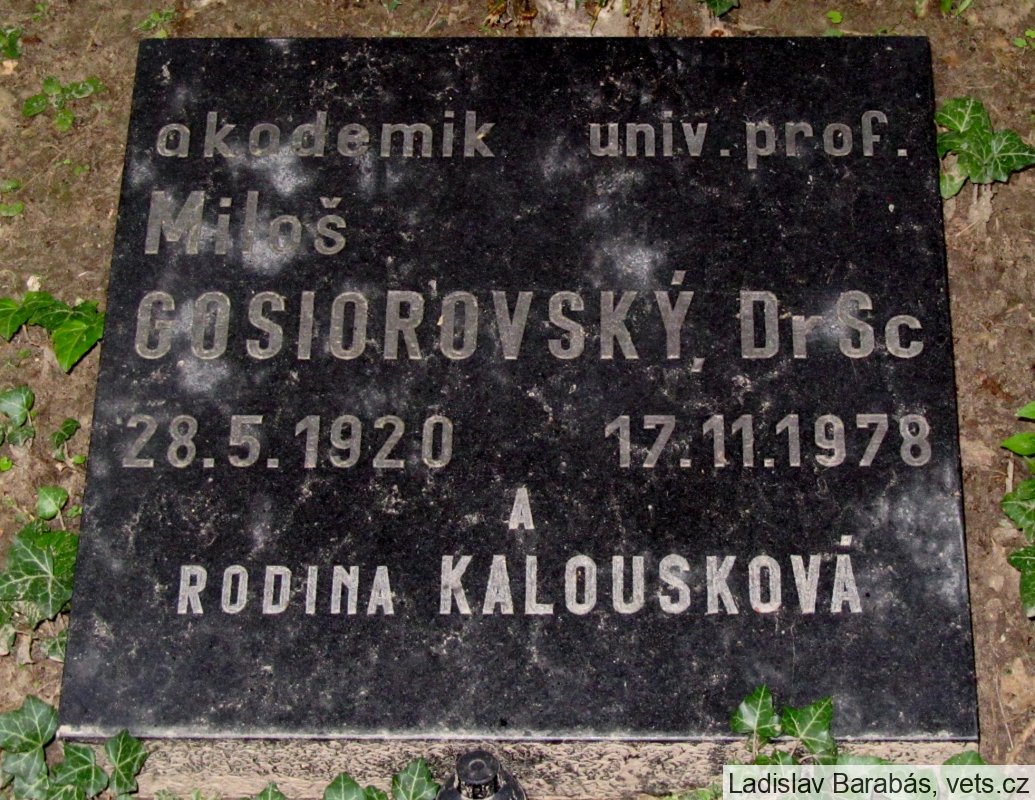 akademik univ. prof.
Miloš
GOSIOROVSKÝ, DrSc
28.5.1920 17.11.1978
A
RODINA KALOUSKOVÁ
Ladislav Barabás, vets.cz